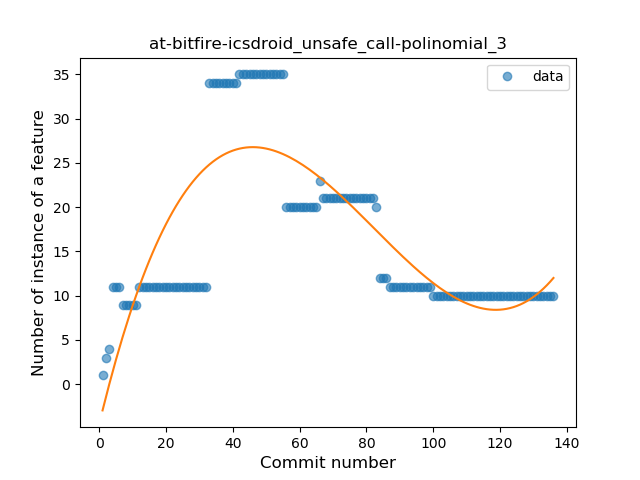 at-bitfire-icsdroid_unsafe_call-polinomial_3
data
Number of instance of a feature
35
30
25
20
15
10
5
0
0 20 40 60 80 100 120 140
Commit number